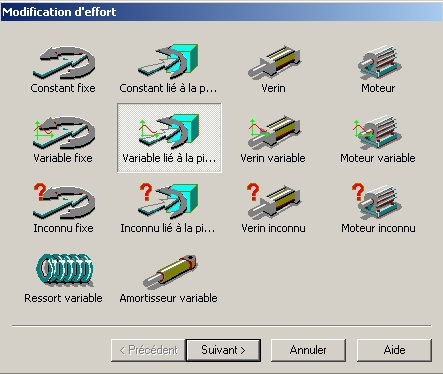 Modification d'effort
Constant fixe
Constant lié à la p...
Verin
Moteur
Variable fixe
Variable lié à la pi...
Verin variable
Moteur variable
? Inconnu fixe
? Inconnu lié à la pi...
? Verin inconnu
? Moteur inconnu
Ressort variable
Amortisseur variable
< Précédent
Suivant >
Annuler
Aide